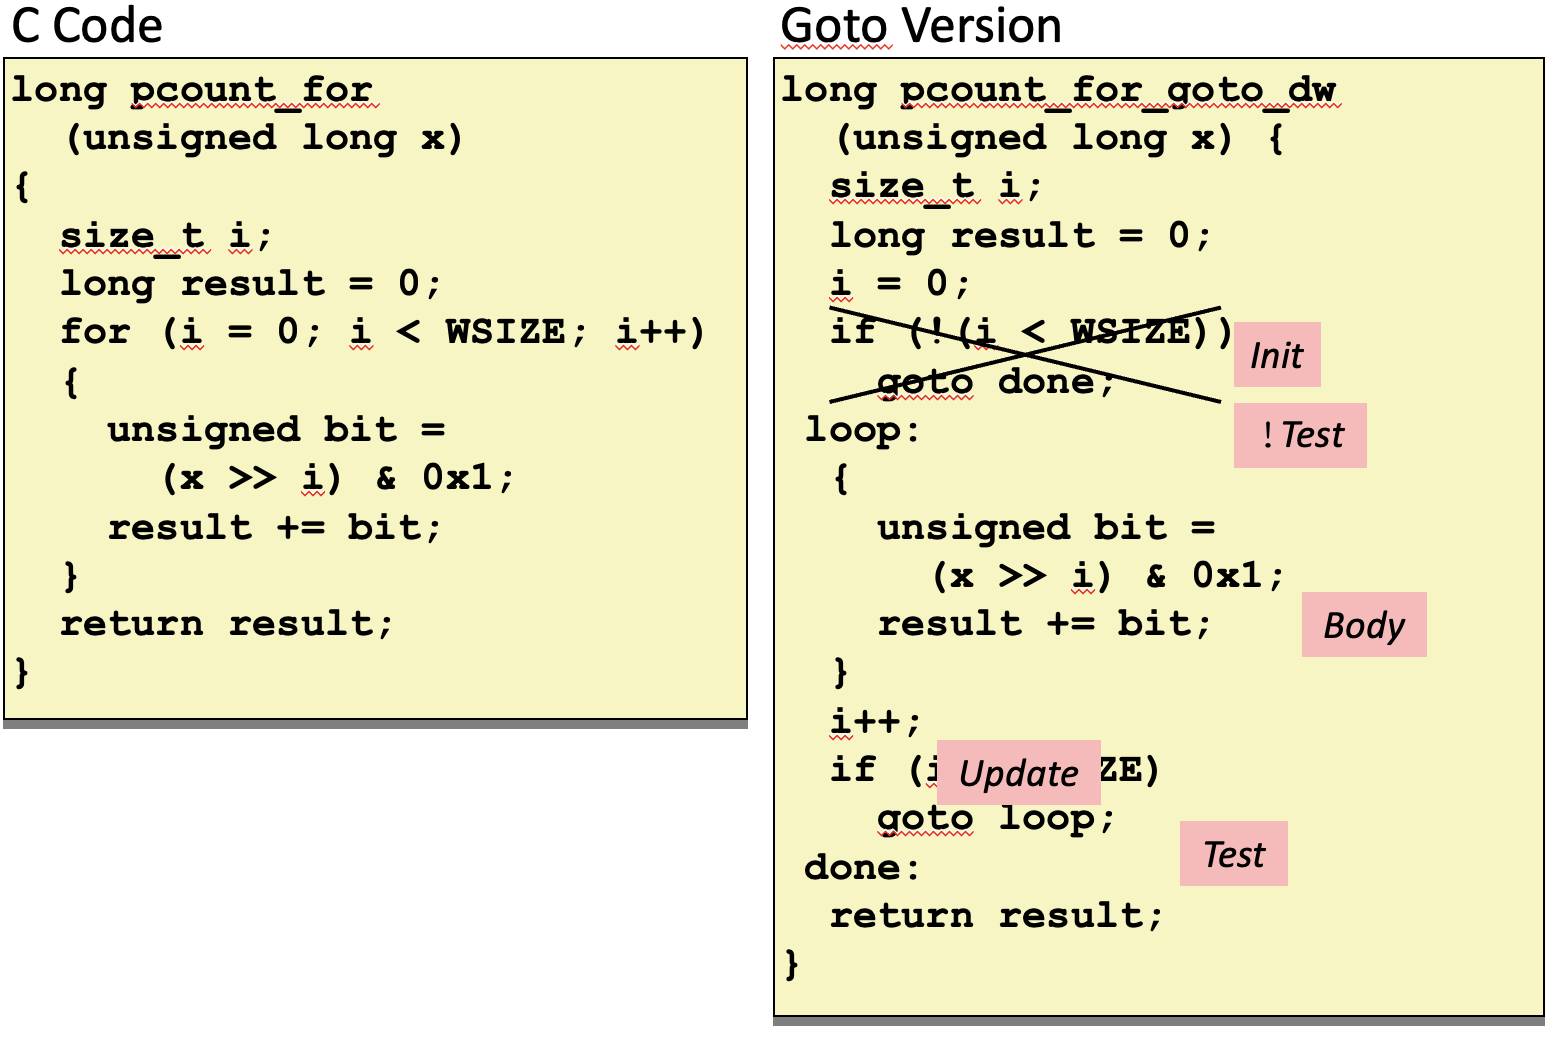 C Code
long pcount_for
(unsigned long x)
{
size_t i;
long result = 0;
for (i = 0; i < WSIZE; i++)
{
unsigned bit =
(x >> i) & 0x1;
result += bit;
}
return result;
}
Goto Version
long pcount_for_goto_dw
(unsigned long x) {
size_t i;
long result = 0;
i = 0;
if (!(i < WSIZE))
Init
goto done;
! Test
loop:
{
unsigned bit =
(x >> i) & 0x1;
result += bit;
Body
}
i++;
if (i ZE)
Update
goto loop;
Test
done:
return result;
}